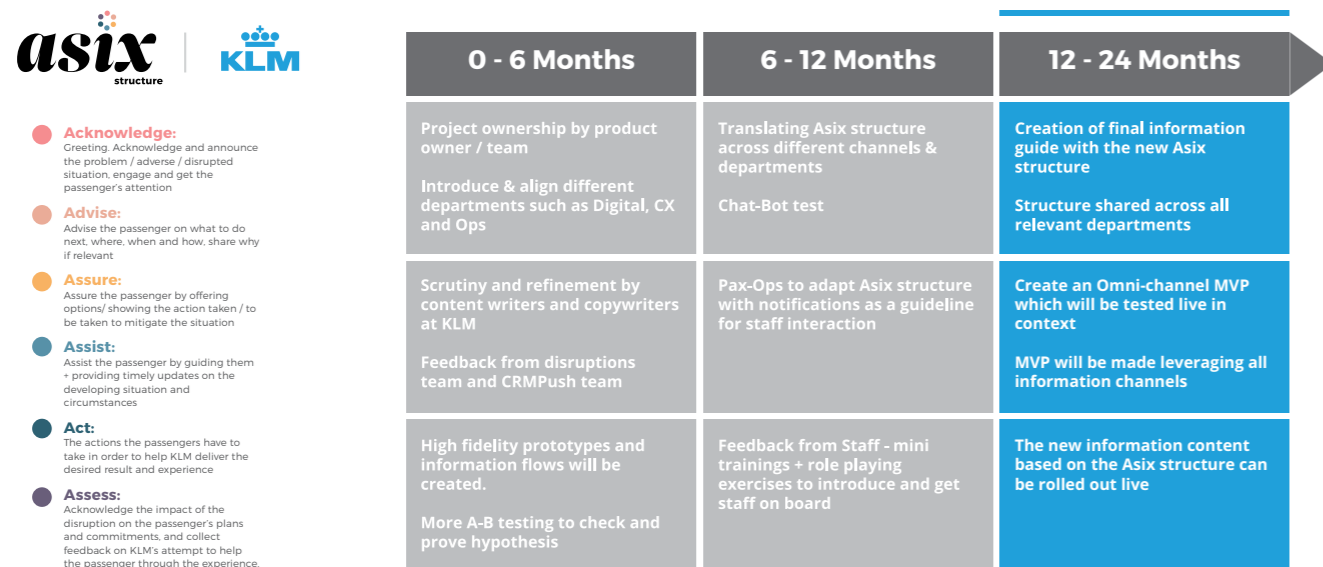 asix
structure
KLM
Acknowledge:
Greeting. Acknowledge and announce
the problem / adverse / disrupted
situation, engage and get the
passenger's attention
Advise:
Advise the passenger on what to do
next, where, when and how, share why
if relevant
Assure:
Assure the passenger by offering
options/ showing the action taken / to
be taken to mitigate the situation
Assist:
Assist the passenger by guiding them
+ providing timely updates on the
developing situation and
circumstances
Act:
The actions the passengers have to
take in order to help KLM deliver the
desired result and experience
Assess:
Acknowledge the impact of the
disruption on the passenger's plans
and commitments, and collect
feedback on KLM's attempt to help
the passenger through the experience.
0 - 6 Months
6 - 12 Months
12 - 24 Months
Project ownership by product
owner / team
Introduce & align different
departments such as Digital, CX
and Ops
Translating Asix structure
across different channels &
departments
Chat-Bot test
Creation of final information
guide with the new Asix
structure
Structure shared across all
relevant departments
Scrutiny and refinement by
content writers and copywriters
at KLM
Feedback from disruptions
team and CRMPush team
Pax-Ops to adapt Asix structure
with notifications as a guideline
for staff interaction
Create an Omni-channel MVP
which will be tested live in
context
MVP will be made leveraging all
information channels
High fidelity prototypes and
information flows will be
created.
More A-B testing to check and
prove hypothesis
Feedback from Staff - mini
trainings + role playing
exercises to introduce and get
staff on board
The new information content
based on the Asix structure can
be rolled out live